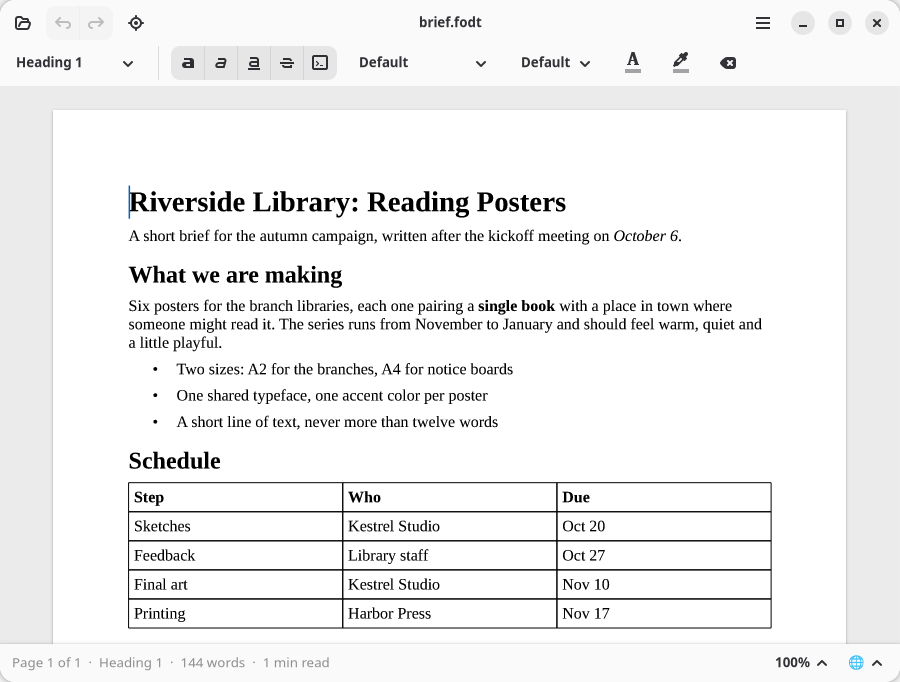 brief.fodt
Heading 1
a a a S
Default
Default
A
Riverside Library: Reading Posters
A short brief for the autumn campaign, written after the kickoff meeting on October 6.
What we are making
Six posters for the branch libraries, each one pairing a single book with a place in town where
someone might read it. The series runs from November to January and should feel warm, quiet and
a little playful.
• Two sizes: A2 for the branches, A4 for notice boards
• One shared typeface, one accent color per poster
• A short line of text, never more than twelve words
Schedule
Step Who Due
Sketches Kestrel Studio Oct 20
Feedback Library staff Oct 27
Final art Kestrel Studio Nov 10
Printing Harbor Press Nov 17
Page 1 of 1 · Heading 1 · 144 words · 1 min read
100%